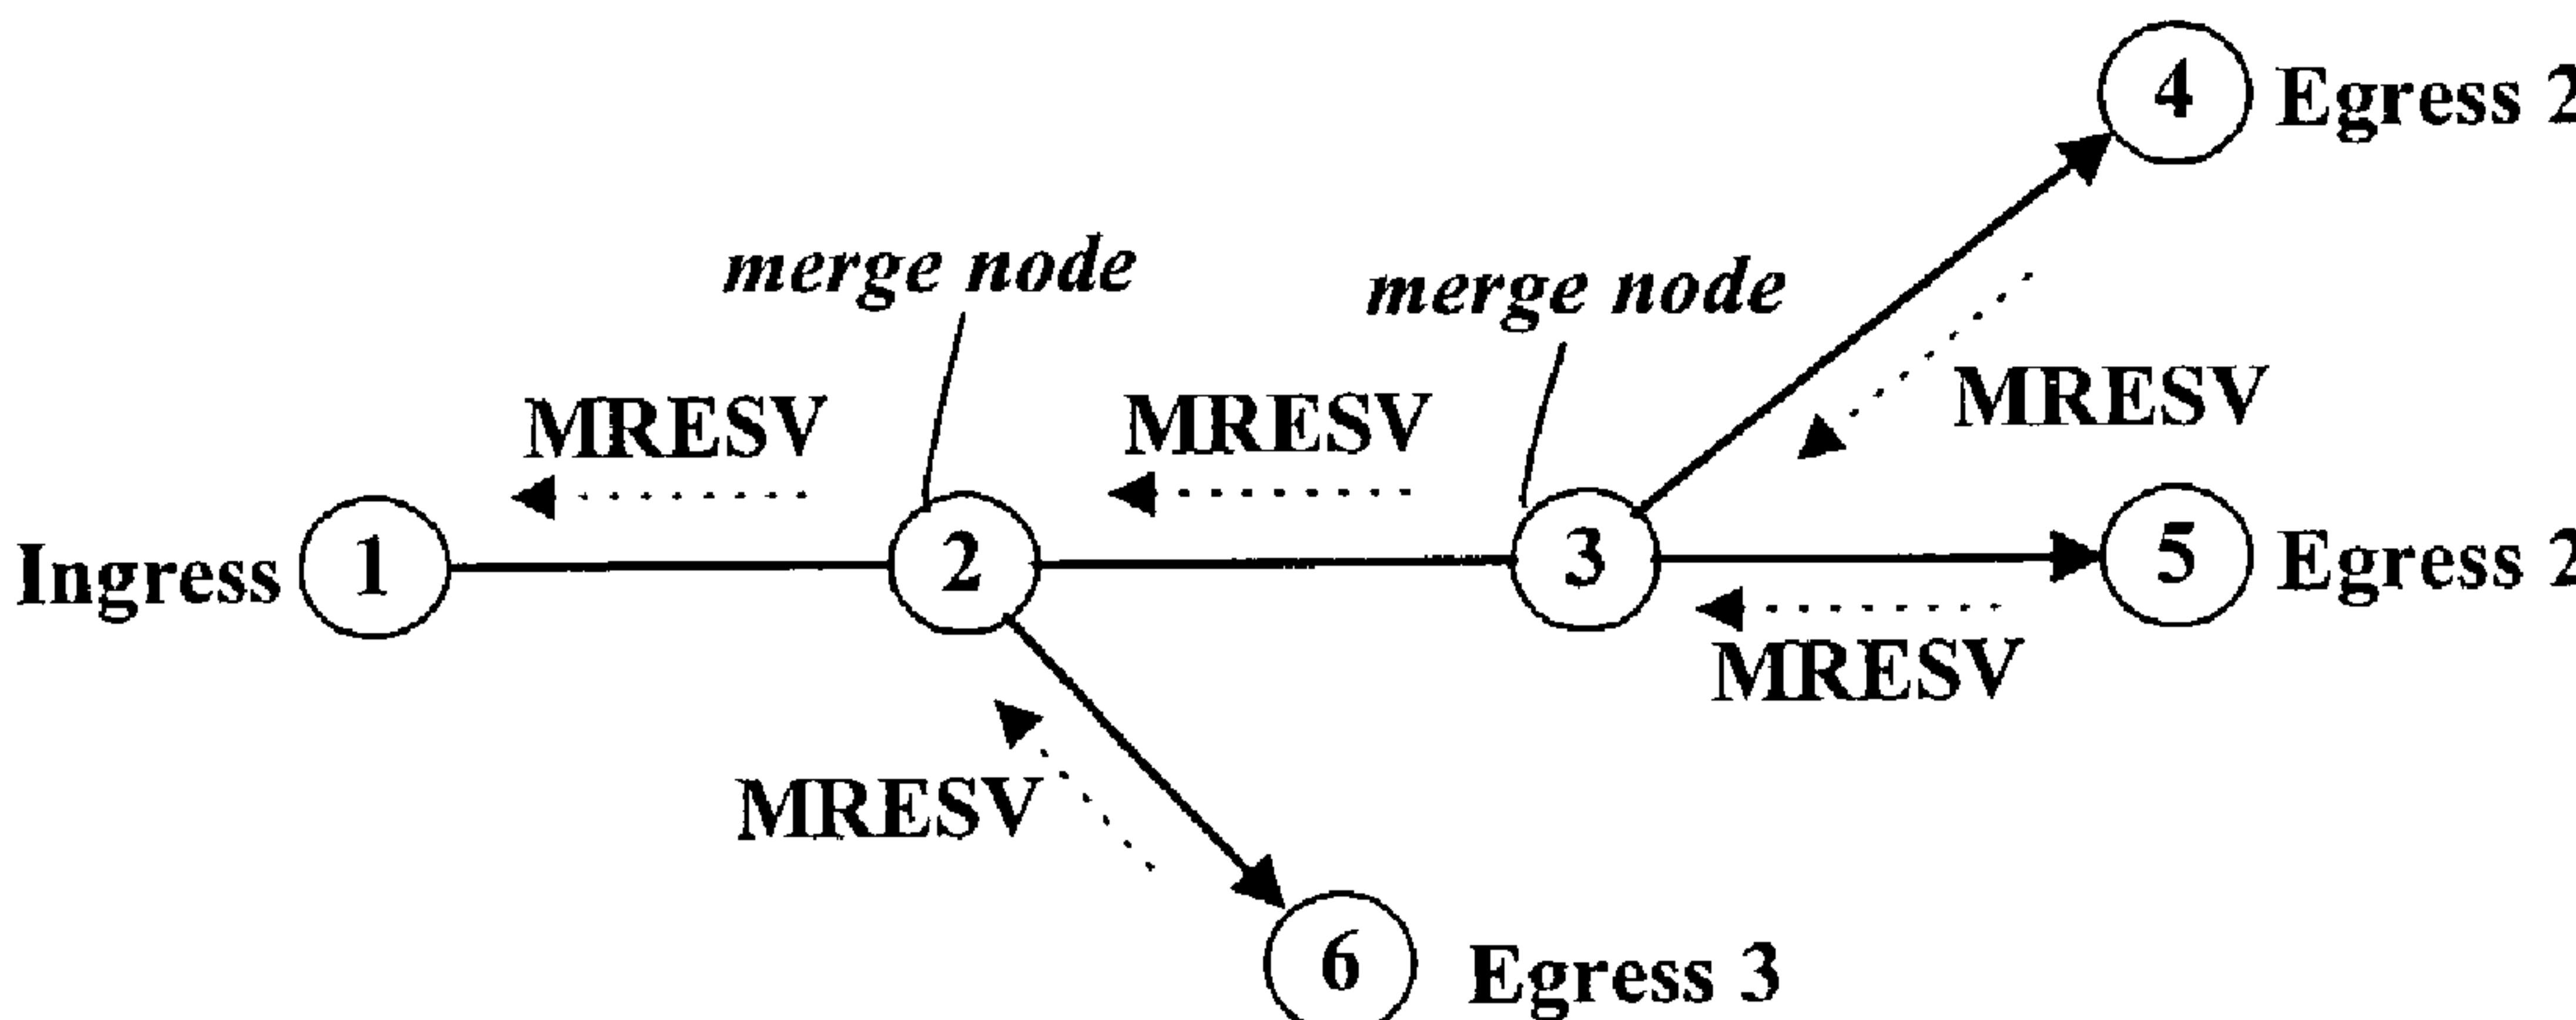 4 Egress 2
merge node
merge node
MRESV
MRESV
MRESV
Ingress 1
2
3
5 Egress 2
MRESV
MRESV
6 Egress 3